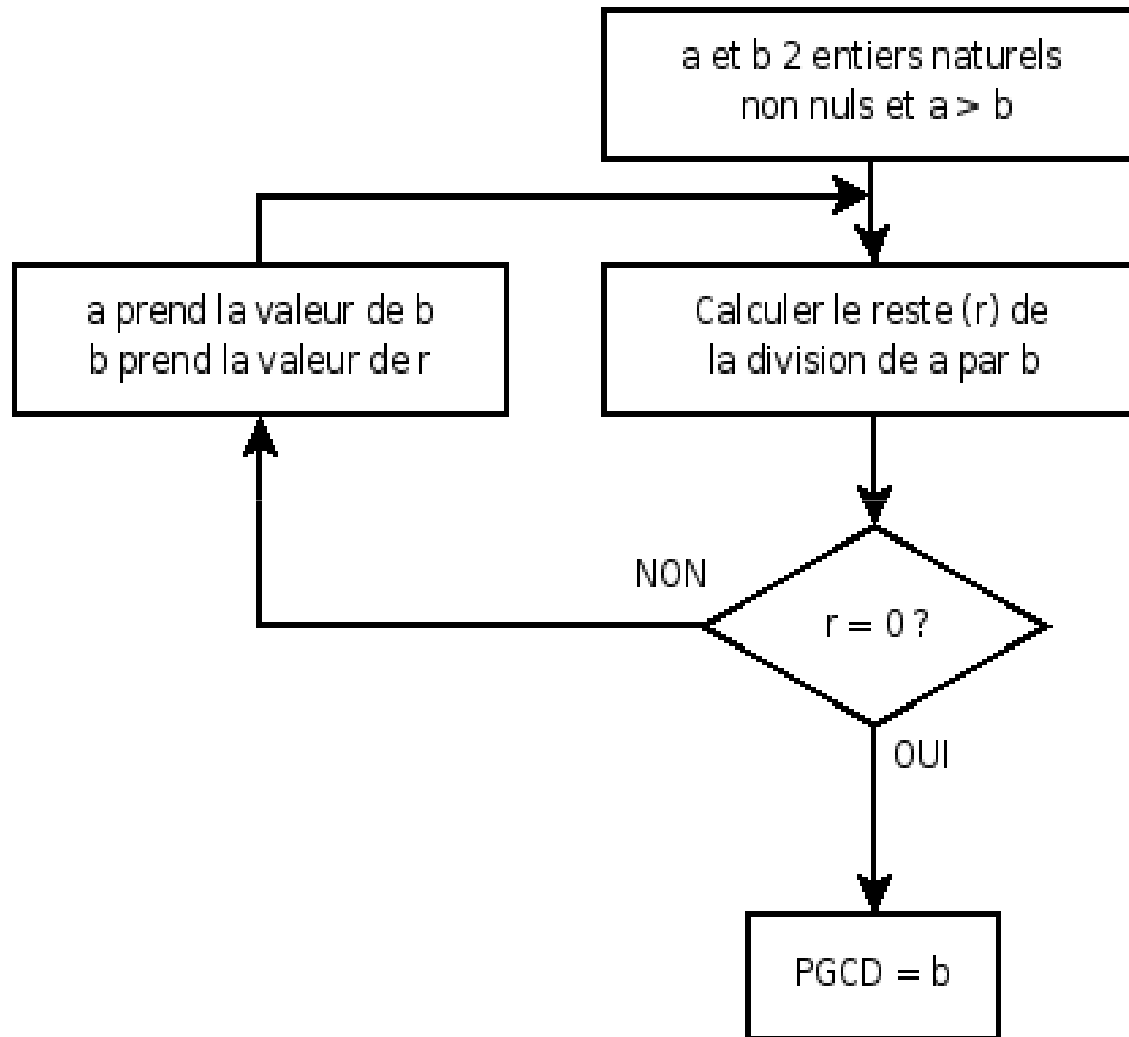 a et b 2 entiers naturels
non nuls et a > b
a prend la valeur de b
b prend la valeur de r
Calculer le reste (r) de
la division de a par b
NON
r = 0 ?
OUI
PGCD = b